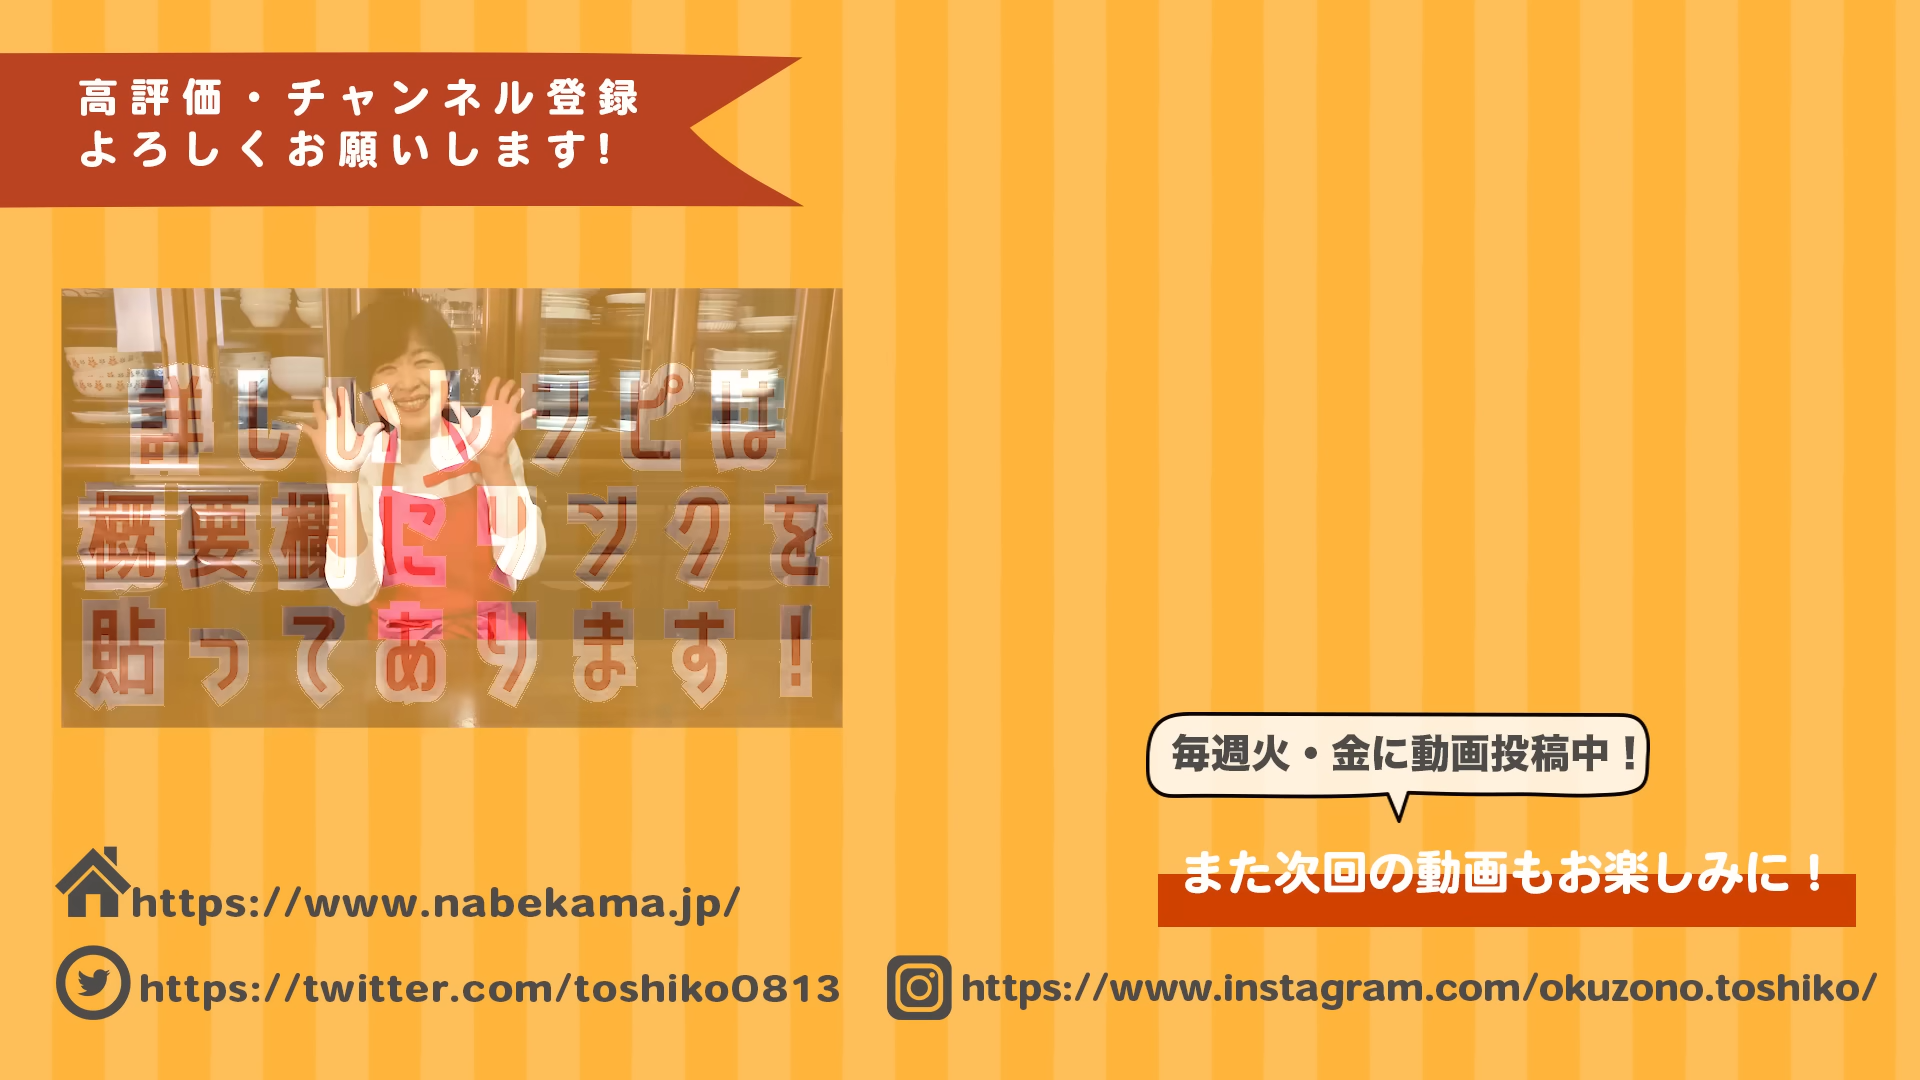 高評価・チャンネル登録
よろしくお願いします!
詳しいレシピは
概要欄にリンクを
貼ってあります!
毎週火・金に動画投稿中!
また次回の動画もお楽しみに!
https://www.nabekama.jp/
https://twitter.com/toshiko0813
https://www.instagram.com/okuzono.toshiko/